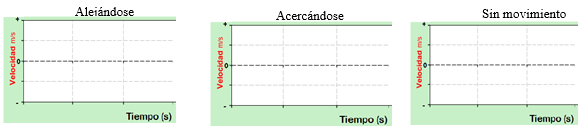 Alejándose
+
0
-
Velocidad m/s
Tiempo (s)
Acercándose
+
0
-
Velocidad m/s
Tiempo (s)
Sin movimiento
+
0
-
Velocidad m/s
Tiempo (s)